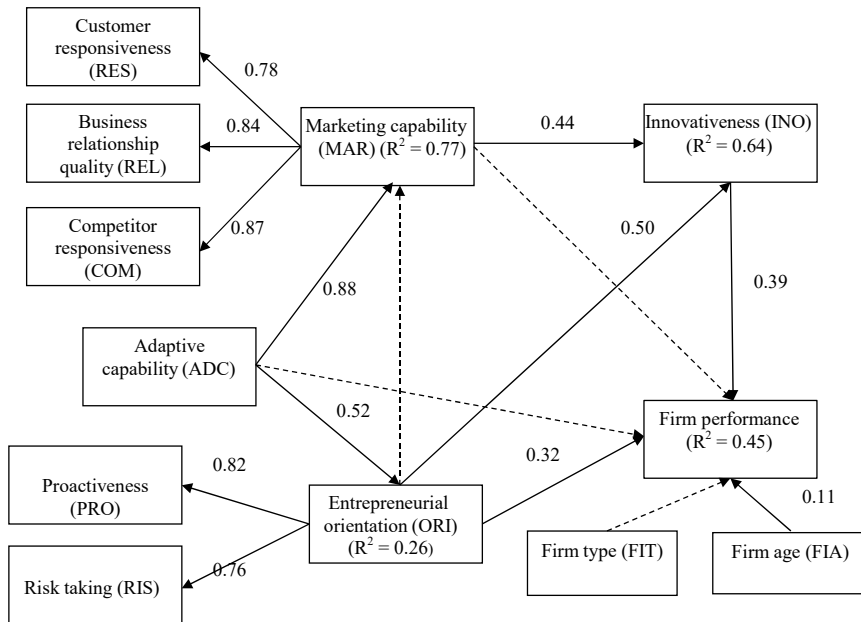 Customer
responsiveness
(RES)
0.78
Business
relationship
quality (REL)
0.84
Marketing capability
(MAR) (R² = 0.77)
0.44
Innovativeness (INO)
(R² = 0.64)
Competitor
responsiveness
(COM)
0.87
0.50
0.88
0.39
Adaptive
capability (ADC)
0.52
Firm performance
(R² = 0.45)
0.82
0.32
Proactiveness
(PRO)
Entrepreneurial
orientation (ORI)
(R² = 0.26)
0.11
Firm type (FIT)
Firm age (FIA)
0.76
Risk taking (RIS)